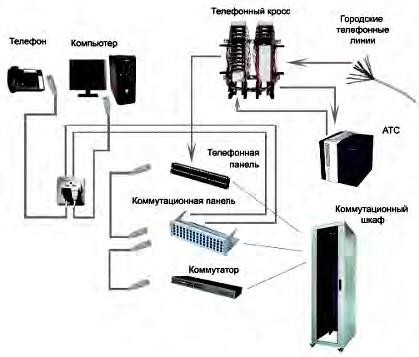 Телефонный кросс
Городские
телефонные
линии
Телефон
Компьютер
АТС
Телефонная
панель
Коммутационная панель
Коммутационный
шкаф
Коммутатор